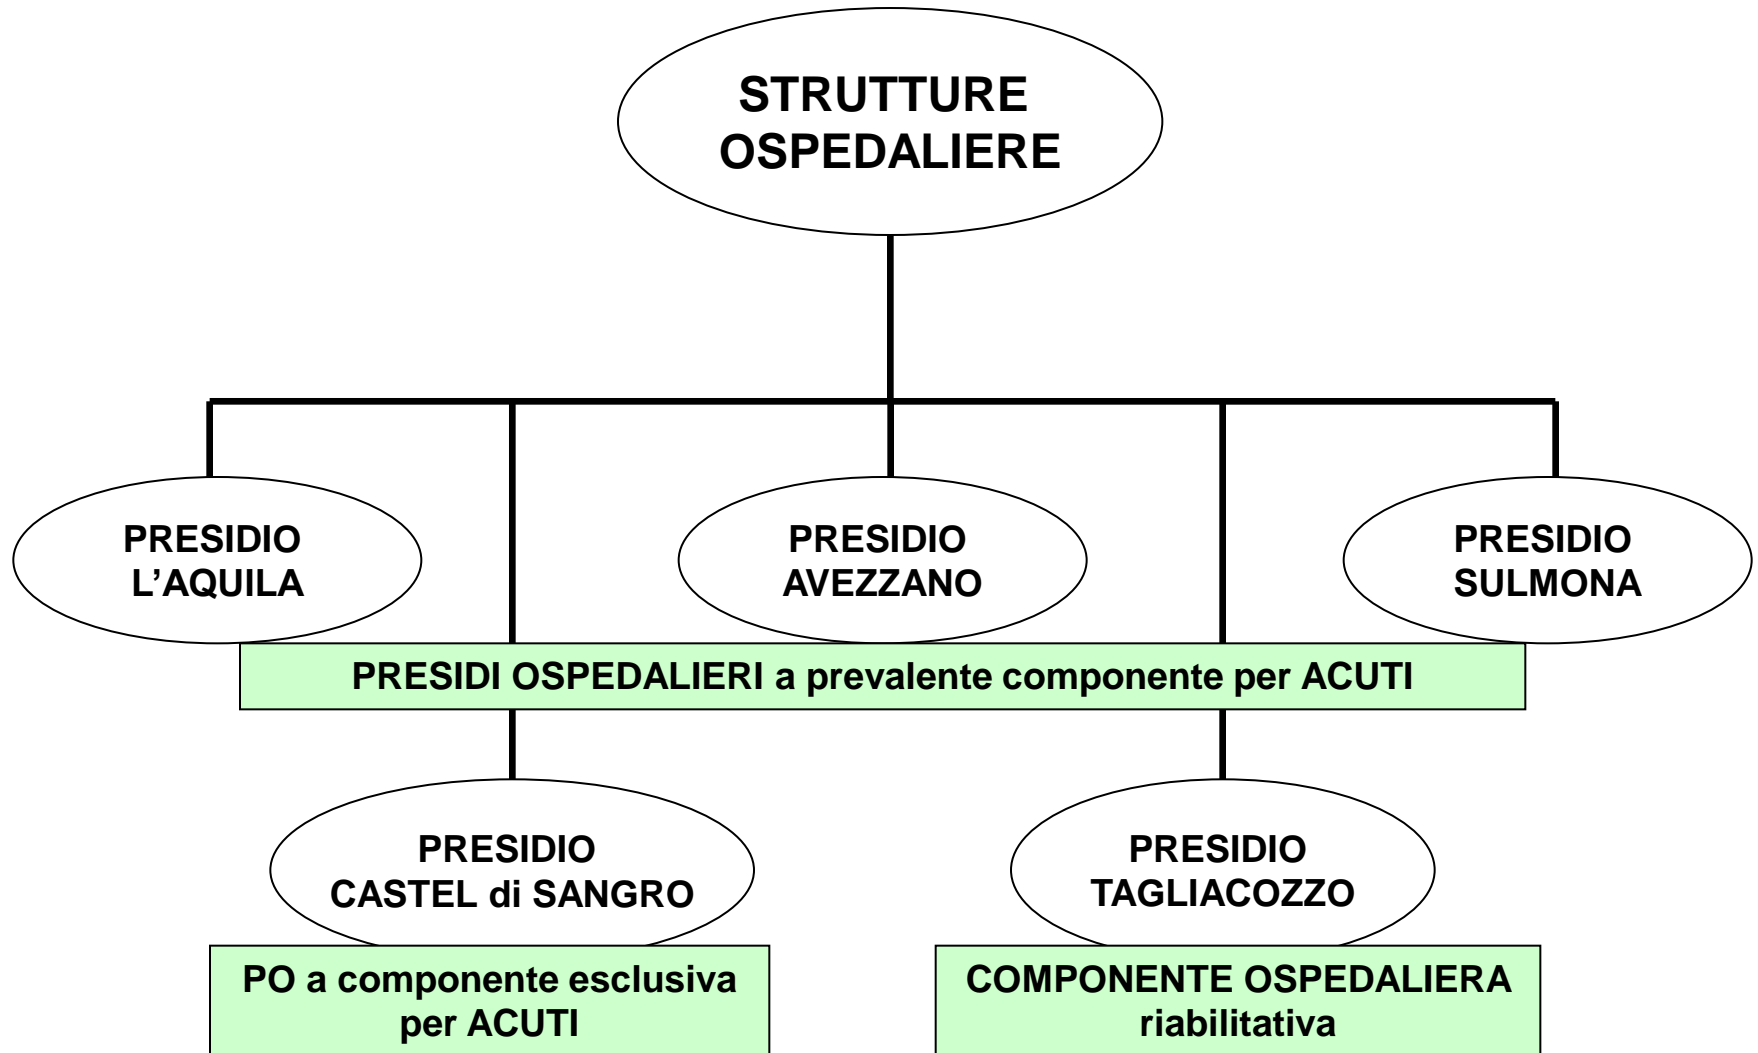 STRUTTURE
OSPEDALIERE
PRESIDIO
L’AQUILA
PRESIDIO
AVEZZANO
PRESIDIO
SULMONA
PRESIDI OSPEDALIERI a prevalente componente per ACUTI
PRESIDIO
CASTEL di SANGRO
PRESIDIO
TAGLIACOZZO
PO a componente esclusiva
per ACUTI
COMPONENTE OSPEDALIERA
riabilitativa